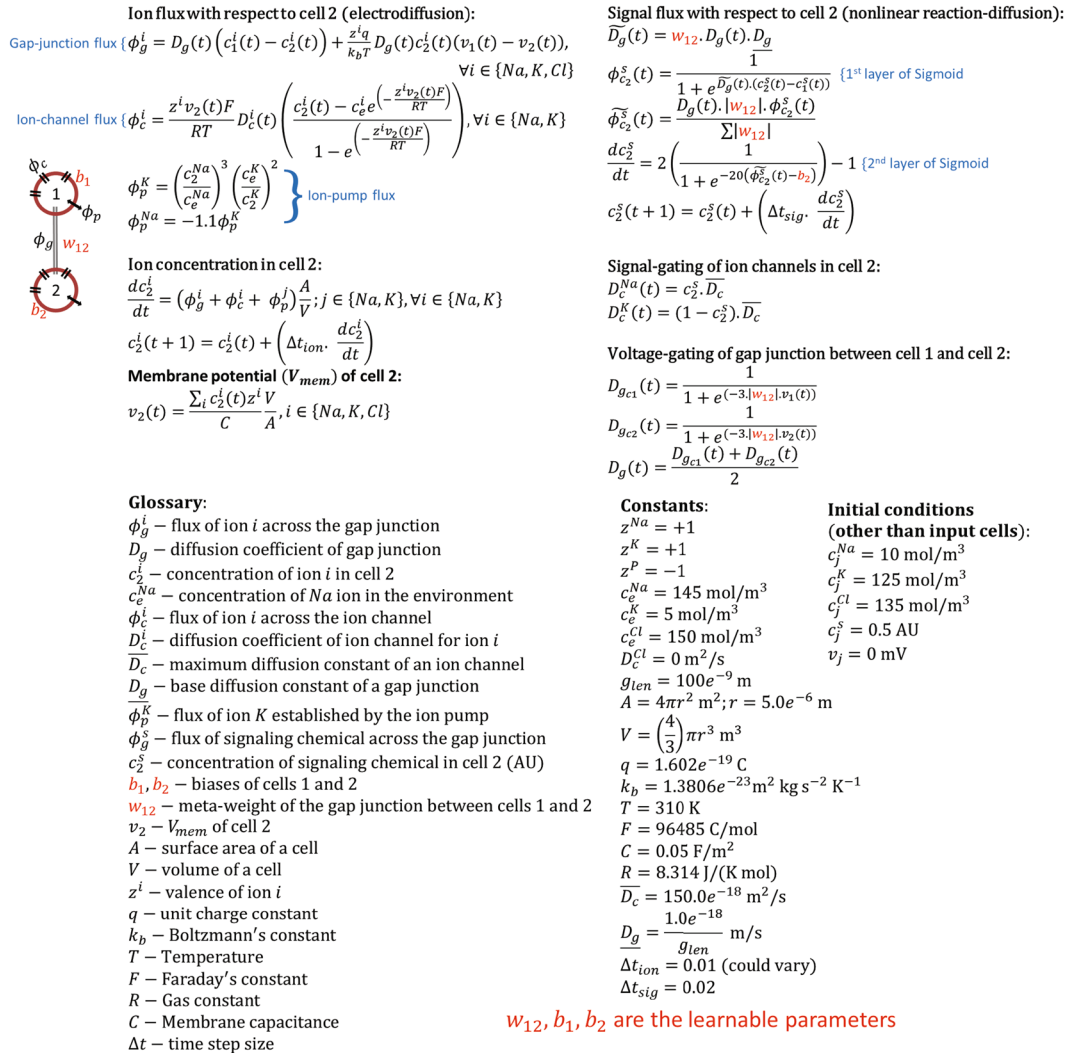 Ion flux with respect to cell 2 (electrodiffusion):
Gap-junction flux { ϕ_g^i = D_g(t)(c_1^i(t) − c_2^i(t)) + (z^i q / k_b T) D_g(t)c_2^i(t)(v_1(t) − v_2(t)),
∀i ∈ {Na, K, Cl}
Ion-channel flux { ϕ_c^i = (z^i v_2(t)F / RT) D_c^i(t) ( (c_2^i(t) − c_e^i e^(−z^i v_2(t)F / RT)) / (1 − e^(−z^i v_2(t)F / RT)) ), ∀i ∈ {Na, K}
ϕ_p^K = (c_2^Na / c_e^Na)^3 (c_e^K / c_2^K)^2
ϕ_p^Na = −1.1ϕ_p^K
} Ion-pump flux
ϕ_c
b_1
1
ϕ_p
ϕ_g
w_12
2
b_2
Ion concentration in cell 2:
dc_2^i / dt = (ϕ_g^i + ϕ_c^i + ϕ_p^j) A/V ; j ∈ {Na, K}, ∀i ∈ {Na, K}
c_2^i(t + 1) = c_2^i(t) + (Δt_ion. dc_2^i / dt)
Membrane potential (V_mem) of cell 2:
v_2(t) = (∑_i c_2^i(t)z^i / C) V/A, i ∈ {Na, K, Cl}
Signal flux with respect to cell 2 (nonlinear reaction-diffusion):
D̃_g(t) = w_12. D_g(t). D̲_g
ϕ_c2^s(t) = 1 / (1 + e^(D̃_g(t).(c_2^s(t)−c_1^s(t)))) {1st layer of Sigmoid
ϕ̃_c2^s(t) = D_g(t). |w_12|. ϕ_c2^s(t) / ∑|w_12|
dc_2^s / dt = 2 ( 1 / (1 + e^(−20(ϕ̃_c2^s(t)−b_2))) ) − 1 {2nd layer of Sigmoid
c_2^s(t + 1) = c_2^s(t) + (Δt_sig. dc_2^s / dt)
Signal-gating of ion channels in cell 2:
D_c^Na(t) = c_2^s. D̅_c
D_c^K(t) = (1 − c_2^s). D̅_c
Voltage-gating of gap junction between cell 1 and cell 2:
D_gc1(t) = 1 / (1 + e^(−3.|w_12|.v_1(t)))
D_gc2(t) = 1 / (1 + e^(−3.|w_12|.v_2(t)))
D_g(t) = (D_gc1(t) + D_gc2(t)) / 2
Glossary:
ϕ_g^i – flux of ion i across the gap junction
D_g – diffusion coefficient of gap junction
c_2^i – concentration of ion i in cell 2
c_e^Na – concentration of Na ion in the environment
ϕ_c^i – flux of ion i across the ion channel
D_c^i – diffusion coefficient of ion channel for ion i
D̅_c – maximum diffusion constant of an ion channel
D̲_g – base diffusion constant of a gap junction
ϕ_p^K – flux of ion K established by the ion pump
ϕ_g^s – flux of signaling chemical across the gap junction
c_2^s – concentration of signaling chemical in cell 2 (AU)
b_1, b_2 – biases of cells 1 and 2
w_12 – meta-weight of the gap junction between cells 1 and 2
v_2 – V_mem of cell 2
A – surface area of a cell
V – volume of a cell
z^i – valence of ion i
q – unit charge constant
k_b – Boltzmann's constant
T – Temperature
F – Faraday's constant
R – Gas constant
C – Membrane capacitance
Δt – time step size
Constants:
z^Na = +1
z^K = +1
z^P = −1
c_e^Na = 145 mol/m^3
c_e^K = 5 mol/m^3
c_e^Cl = 150 mol/m^3
D_c^Cl = 0 m^2/s
g_len = 100e^−9 m
A = 4πr^2 m^2; r = 5.0e^−6 m
V = (4/3) πr^3 m^3
q = 1.602e^−19 C
k_b = 1.3806e^−23 m^2 kg s^−2 K^−1
T = 310 K
F = 96485 C/mol
C = 0.05 F/m^2
R = 8.314 J/(K mol)
D̅_c = 150.0e^−18 m^2/s
D̲_g = 1.0e^−18 / g_len m/s
Δt_ion = 0.01 (could vary)
Δt_sig = 0.02
Initial conditions
(other than input cells):
c_j^Na = 10 mol/m^3
c_j^K = 125 mol/m^3
c_j^Cl = 135 mol/m^3
c_j^s = 0.5 AU
v_j = 0 mV
w_12, b_1, b_2 are the learnable parameters